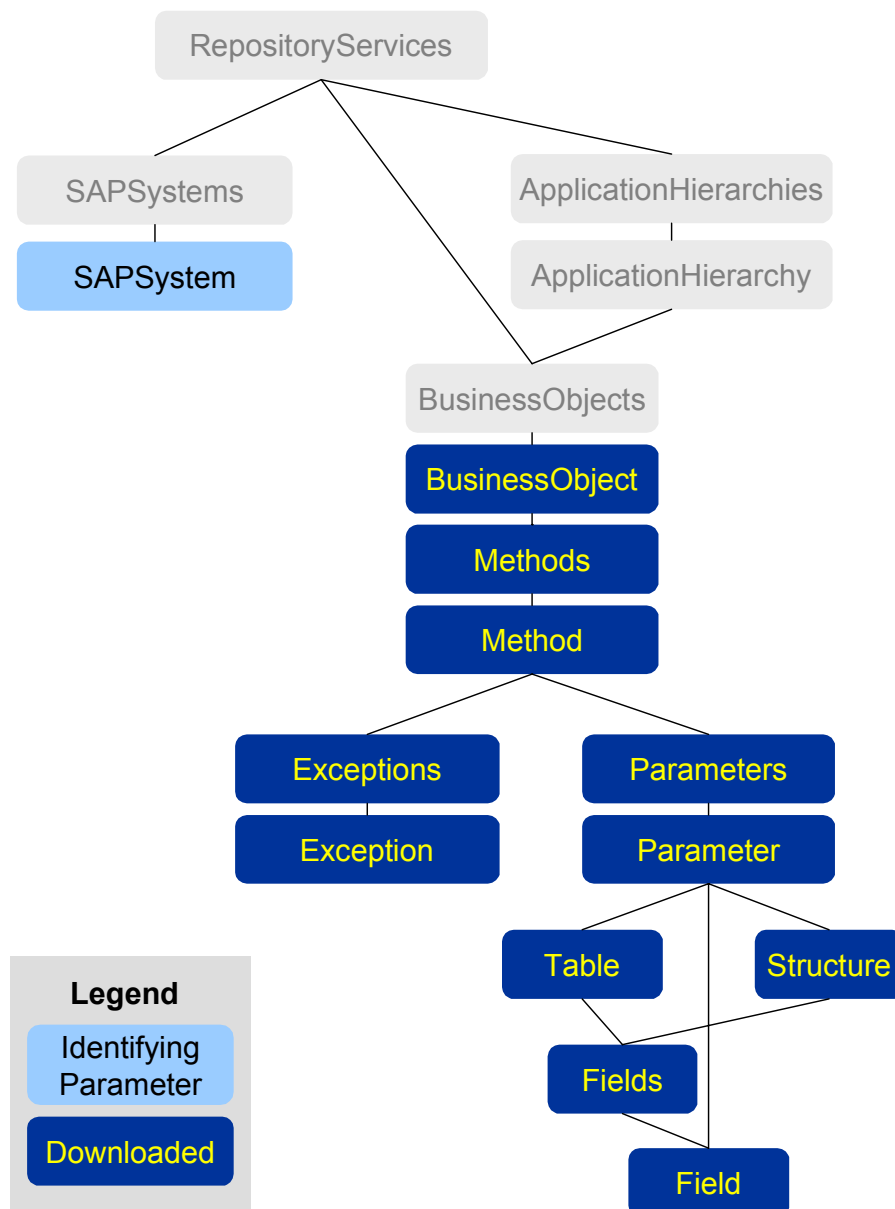 RepositoryServices
SAPSystems
ApplicationHierarchies
SAPSystem
ApplicationHierarchy
BusinessObjects
BusinessObject
Methods
Method
Exceptions
Parameters
Exception
Parameter
Table
Structure
Legend
Identifying
Parameter
Fields
Downloaded
Field